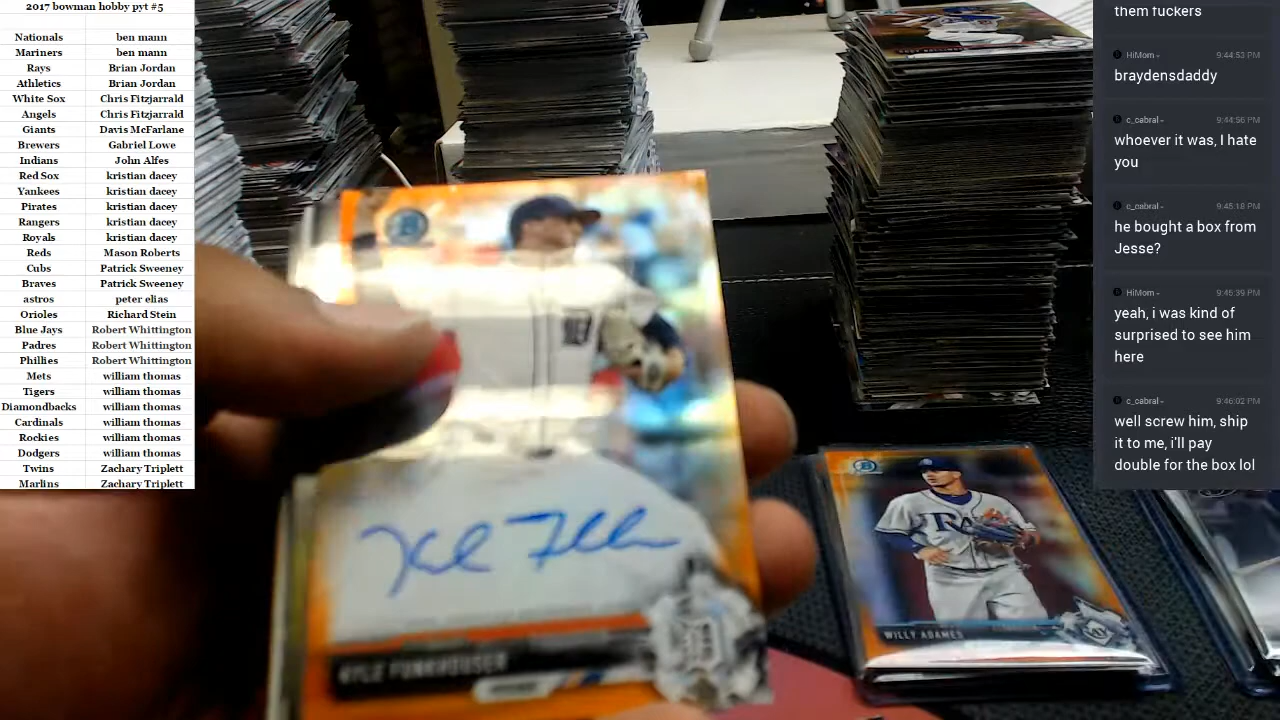 2017 bowman hobby pyt #5
Nationals ben mann
Mariners ben mann
Rays Brian Jordan
Athletics Brian Jordan
White Sox Chris Fitzjarrald
Angels Chris Fitzjarrald
Giants Davis McFarlane
Brewers Gabriel Lowe
Indians John Alfes
Red Sox kristian dacey
Yankees kristian dacey
Pirates kristian dacey
Rangers kristian dacey
Royals kristian dacey
Reds Mason Roberts
Cubs Patrick Sweeney
Braves Patrick Sweeney
astros peter elias
Orioles Richard Stein
Blue Jays Robert Whittington
Padres Robert Whittington
Phillies Robert Whittington
Mets william thomas
Tigers william thomas
Diamondbacks william thomas
Cardinals william thomas
Rockies william thomas
Dodgers william thomas
Twins Zachary Triplett
Marlins Zachary Triplett
B
D
KYLE FUNKHOUSER
B
RA
WILLY ADAMES
them fuckers
HiMom 9:44:53 PM
braydensdaddy
c_cabral 9:44:56 PM
whoever it was, I hate
you
c_cabral 9:45:18 PM
he bought a box from
Jesse?
HiMom 9:45:39 PM
yeah, i was kind of
surprised to see him
here
c_cabral 9:46:02 PM
well screw him, ship
it to me, i'll pay
double for the box lol